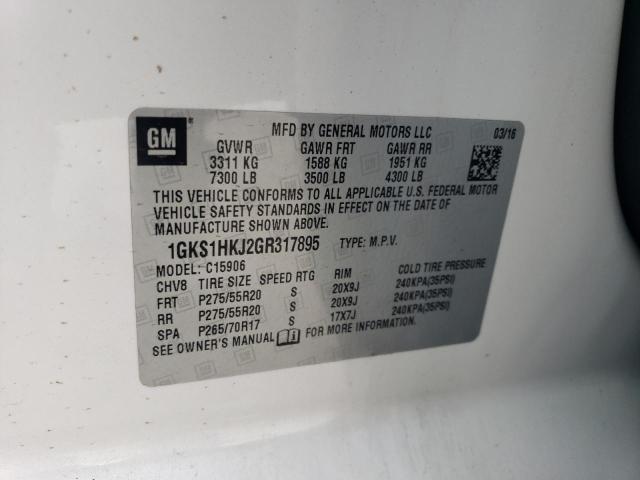 GM
MFD BY GENERAL MOTORS LLC 03/16
GVWR GAWR FRT GAWR RR
3311 KG 1588 KG 1951 KG
7300 LB 3500 LB 4300 LB
THIS VEHICLE CONFORMS TO ALL APPLICABLE U.S. FEDERAL MOTOR
VEHICLE SAFETY STANDARDS IN EFFECT ON THE DATE OF
MANUFACTURE SHOWN ABOVE.
1GKS1HKJ2GR317895 TYPE: M.P.V.
MODEL: C15906
CHV8 TIRE SIZE SPEED RTG RIM COLD TIRE PRESSURE
FRT P275/55R20 S 20X9J 240KPA(35PSI)
RR P275/55R20 S 20X9J 240KPA(35PSI)
SPA P265/70R17 S 17X7J 240KPA(35PSI)
SEE OWNER'S MANUAL FOR MORE INFORMATION.